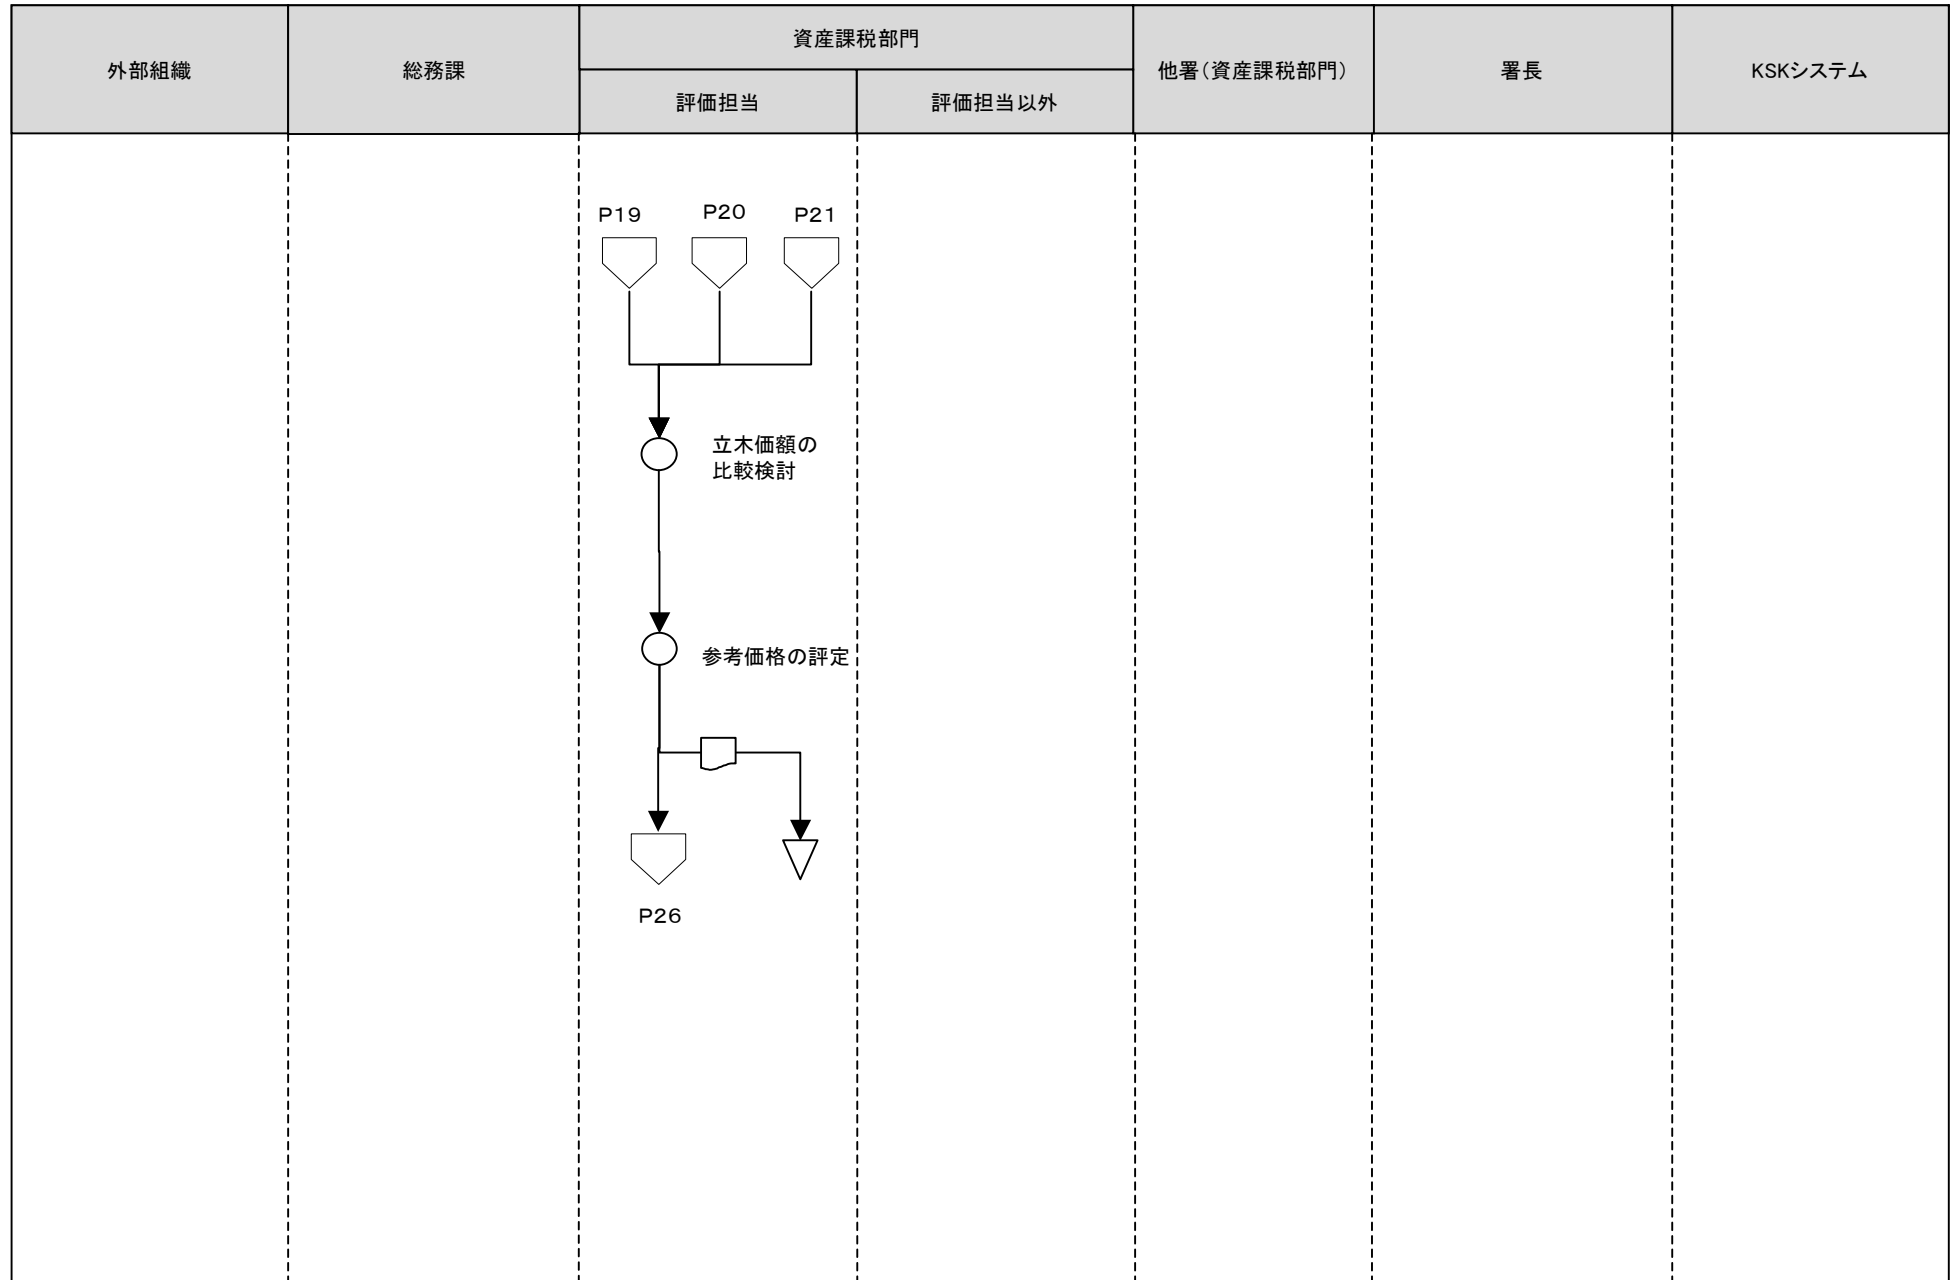 外部組織
総務課
資産課税部門
評価担当
評価担当以外
他署(資産課税部門)
署長
KSKシステム
P19
P20
P21
立木価額の
比較検討
参考価格の評定
P26